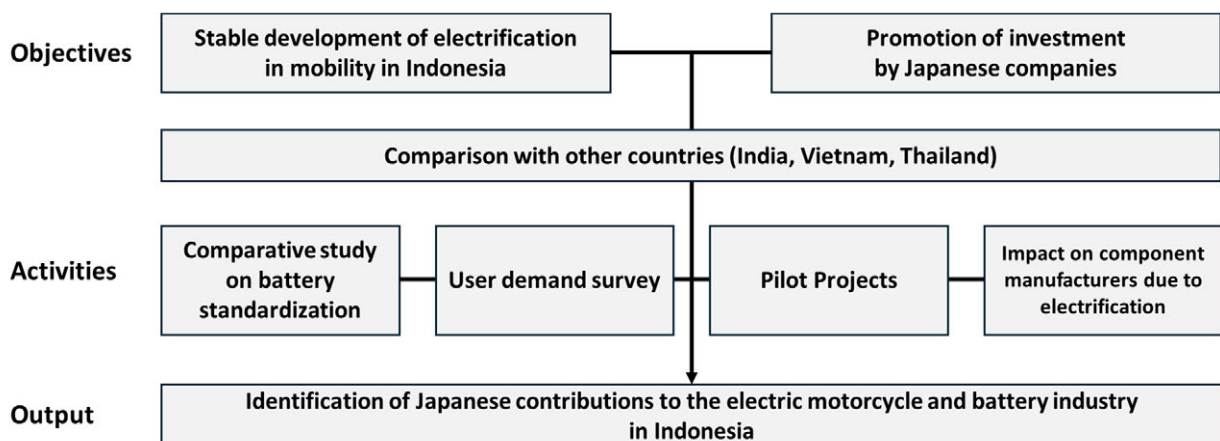 Objectives
Stable development of electrification
in mobility in Indonesia
Promotion of investment
by Japanese companies
Comparison with other countries (India, Vietnam, Thailand)
Activities
Comparative study
on battery
standardization
User demand survey
Pilot Projects
Impact on component
manufacturers due to
electrification
Output
Identification of Japanese contributions to the electric motorcycle and battery industry
in Indonesia